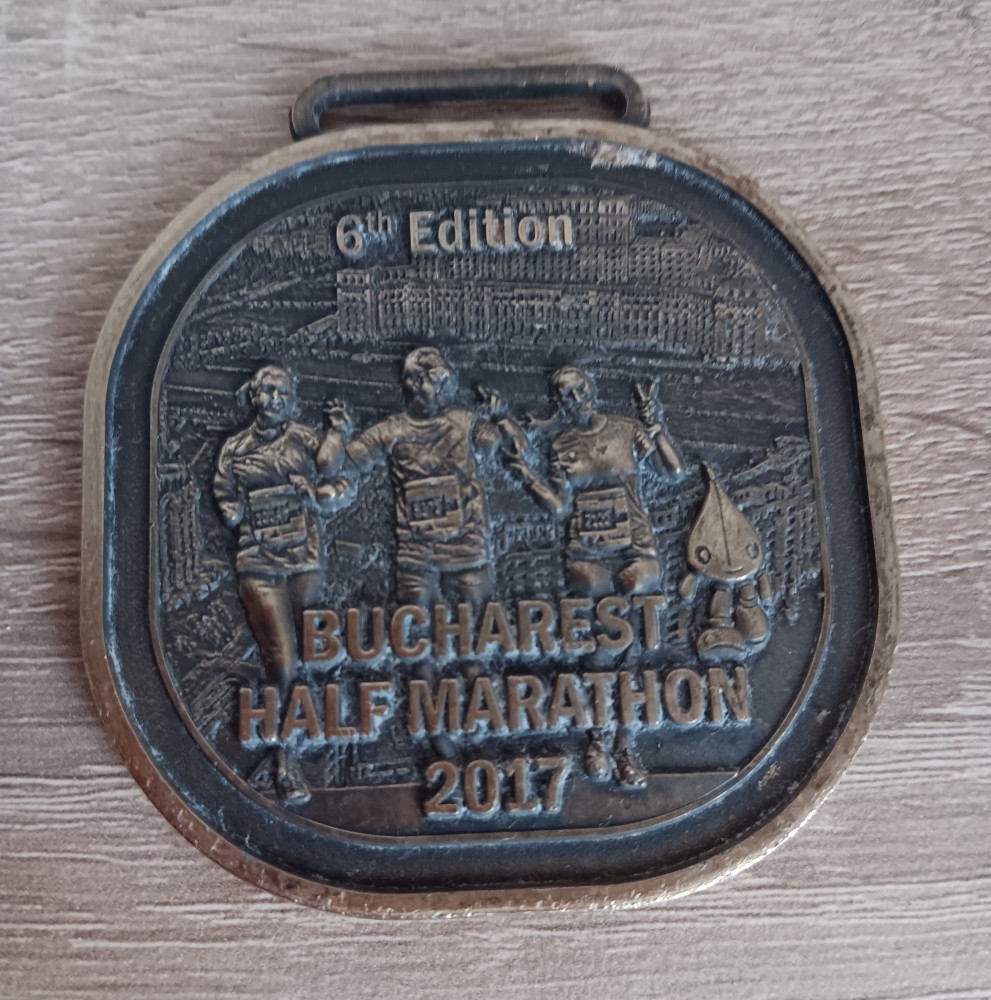 6th Edition
BUCHAREST
HALF MARATHON
2017